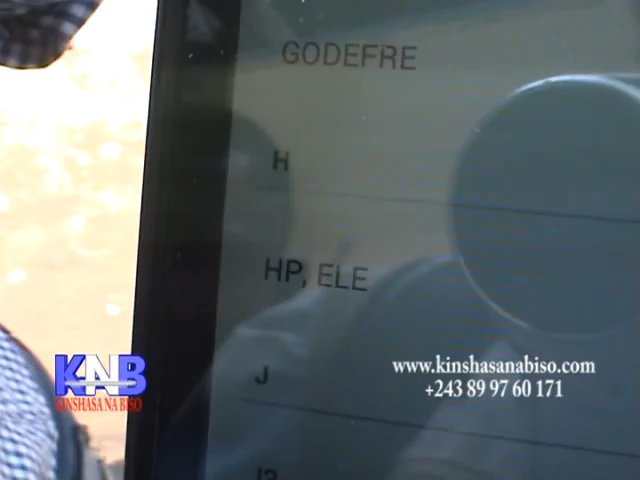 GODEFRE
H
HP, ELE
J
KNB
KINSHASA NA BISO
www.kinshasanabiso.com
+243 89 97 60 171